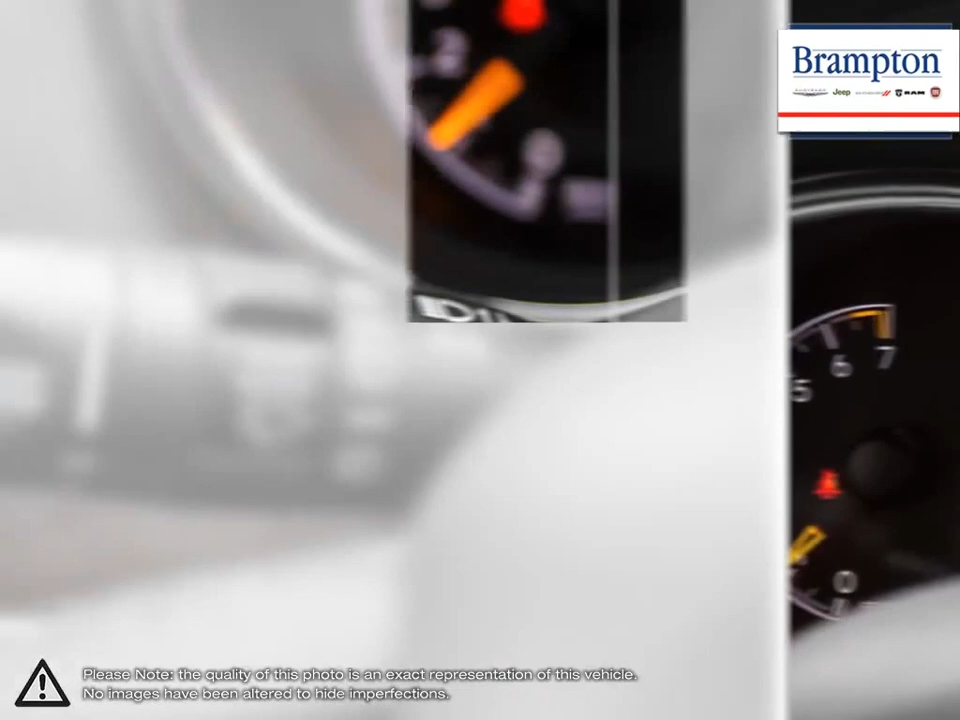 Brampton
Jeep
RAM
2
5
6
7
0
Please Note: the quality of this photo is an exact representation of this vehicle.
No images have been altered to hide imperfections.